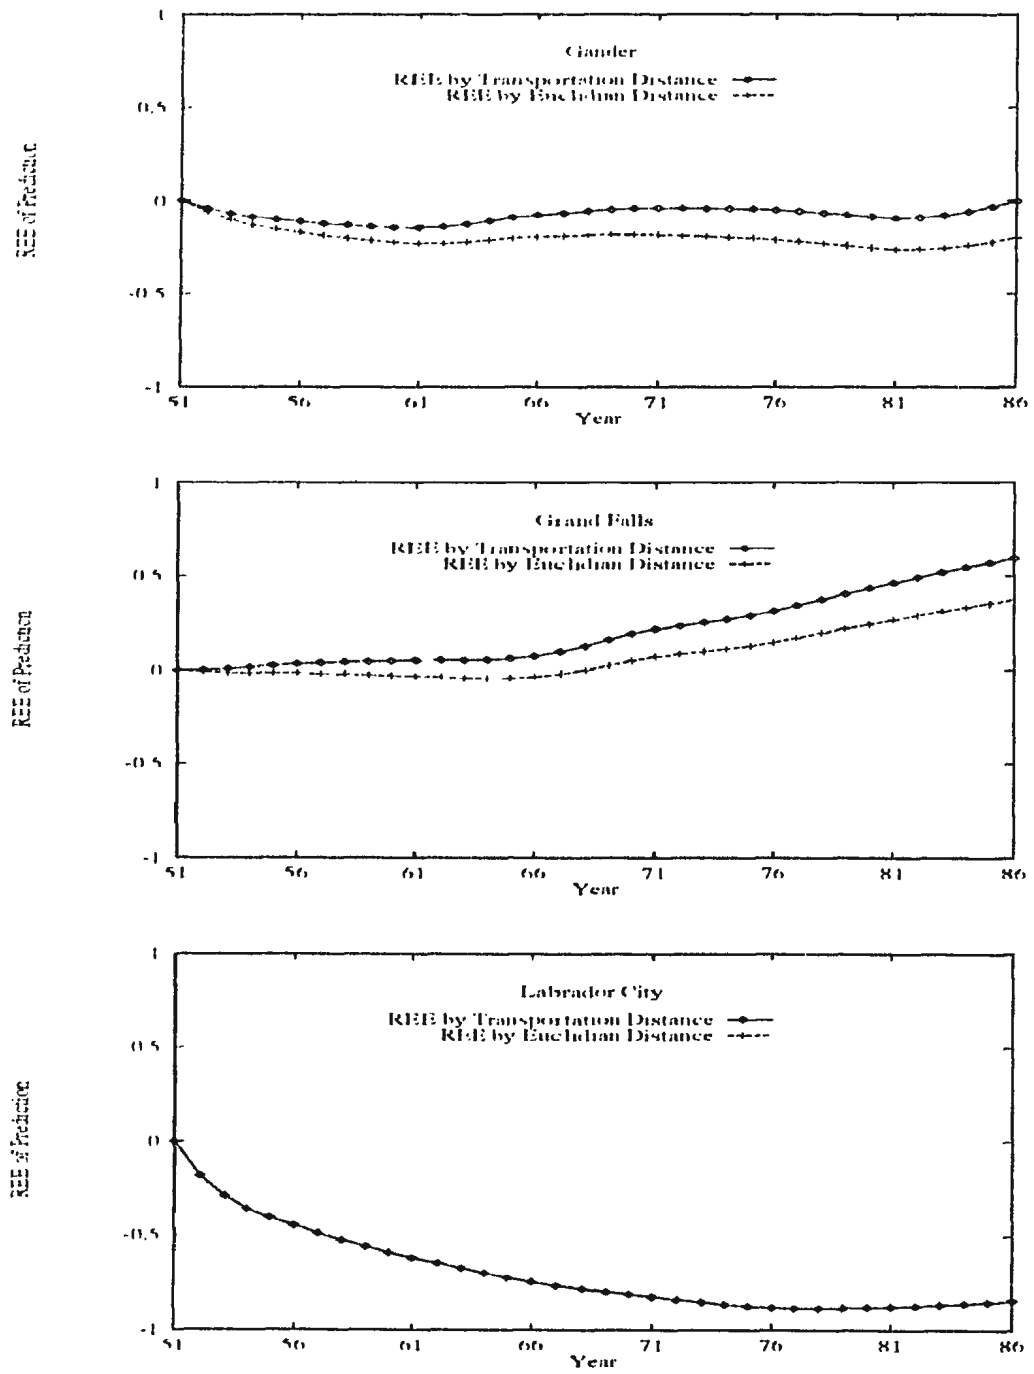 1
Gander
REE by Transportation Distance
REE by Euclidian Distance
0.5
REE of Prediction
0
-0.5
-1
51 56 61 66 71 76 81 86
Year
1
Grand Falls
REE by Transportation Distance
REE by Euclidian Distance
0.5
REE of Prediction
0
-0.5
-1
51 56 61 66 71 76 81 86
Year
1
Labrador City
REE by Transportation Distance
REE by Euclidian Distance
0.5
REE of Prediction
0
-0.5
-1
51 56 61 66 71 76 81 86
Year